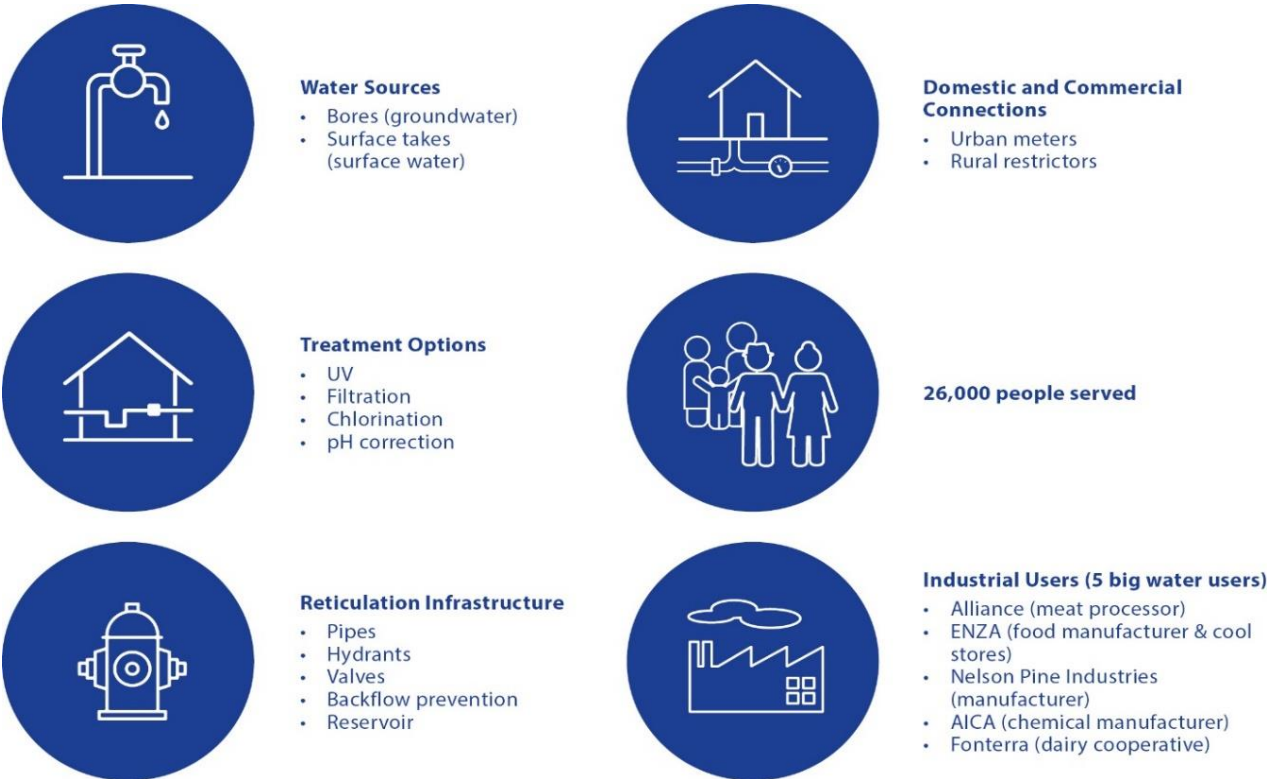 Water Sources
• Bores (groundwater)
• Surface takes
(surface water)
Domestic and Commercial
Connections
• Urban meters
• Rural restrictors
Treatment Options
• UV
• Filtration
• Chlorination
• pH correction
26,000 people served
Reticulation Infrastructure
• Pipes
• Hydrants
• Valves
• Backflow prevention
• Reservoir
Industrial Users (5 big water users)
• Alliance (meat processor)
• ENZA (food manufacturer & cool
stores)
• Nelson Pine Industries
(manufacturer)
• AICA (chemical manufacturer)
• Fonterra (dairy cooperative)